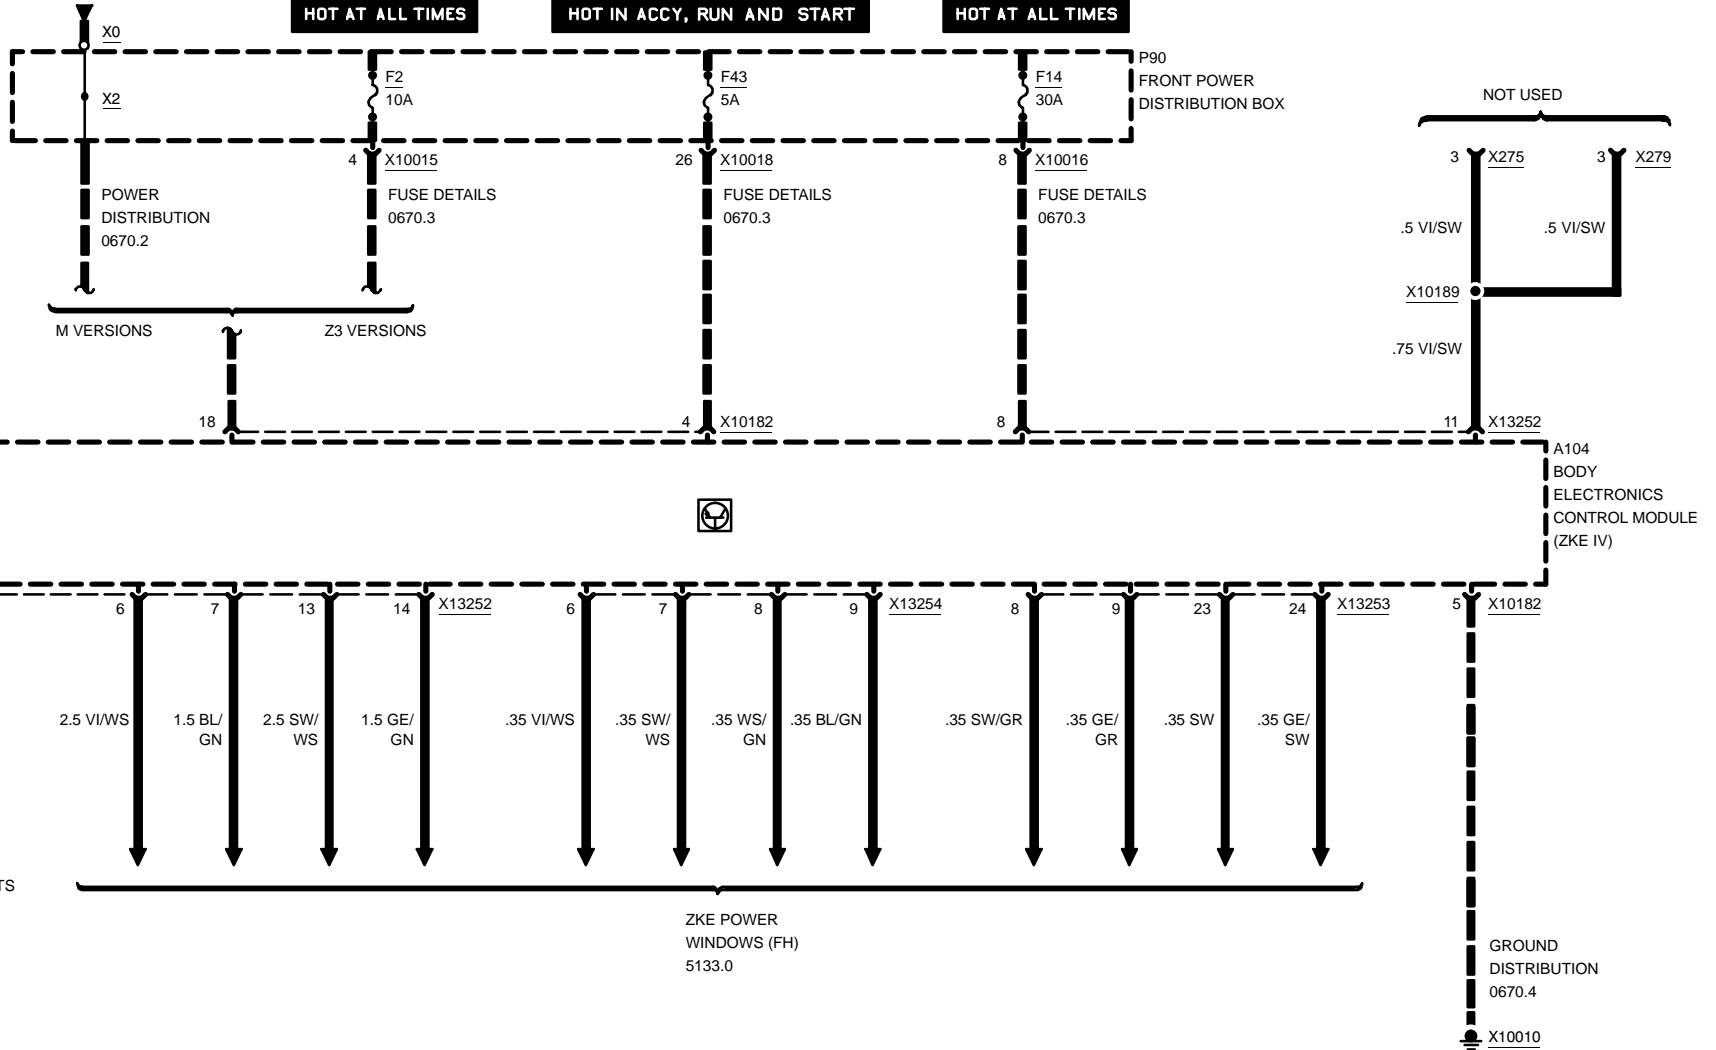 HOT AT ALL TIMES
HOT IN ACCY, RUN AND START
HOT AT ALL TIMES
X0
X2
F2
10A
F43
5A
F14
30A
P90
FRONT POWER
DISTRIBUTION BOX
NOT USED
4 X10015
26 X10018
8 X10016
3 X275
3 X279
POWER
DISTRIBUTION
0670.2
FUSE DETAILS
0670.3
FUSE DETAILS
0670.3
FUSE DETAILS
0670.3
.5 VI/SW
.5 VI/SW
X10189
M VERSIONS
Z3 VERSIONS
.75 VI/SW
18
4 X10182
8
11 X13252
A104
BODY
ELECTRONICS
CONTROL MODULE
(ZKE IV)
6
7
13
14 X13252
6
7
8
9 X13254
8
9
23
24 X13253
5 X10182
2.5 VI/WS
1.5 BL/
GN
2.5 SW/
WS
1.5 GE/
GN
.35 VI/WS
.35 SW/
WS
.35 WS/
GN
.35 BL/GN
.35 SW/GR
.35 GE/
GR
.35 SW
.35 GE/
SW
TS
ZKE POWER
WINDOWS (FH)
5133.0
GROUND
DISTRIBUTION
0670.4
X10010